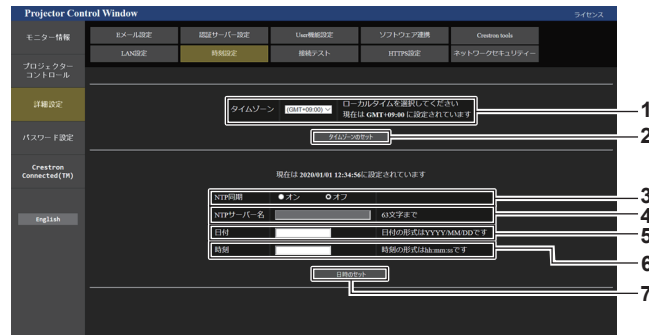 Projector Control Window
ライセンス
モニター情報
Eメール設定
認証サーバー設定
User機能設定
ソフトウェア連携
Crestron tools
LAN設定
時刻設定
接続テスト
HTTPS設定
ネットワークセキュリティー
プロジェクター
コントロール
詳細設定
パスワード設定
Crestron
Connected(TM)
English
タイムゾーン
(GMT+09:00)
ローカルタイムを選択してください
現在は GMT+09:00 に設定されています
1
タイムゾーンのセット
2
現在は 2020/01/01 12:34:56に設定されています
NTP同期
オン
オフ
3
NTPサーバー名
63文字まで
4
日付
日付の形式はYYYY/MM/DDです
5
時刻
時刻の形式はhh:mm:ssです
6
日時のセット
7